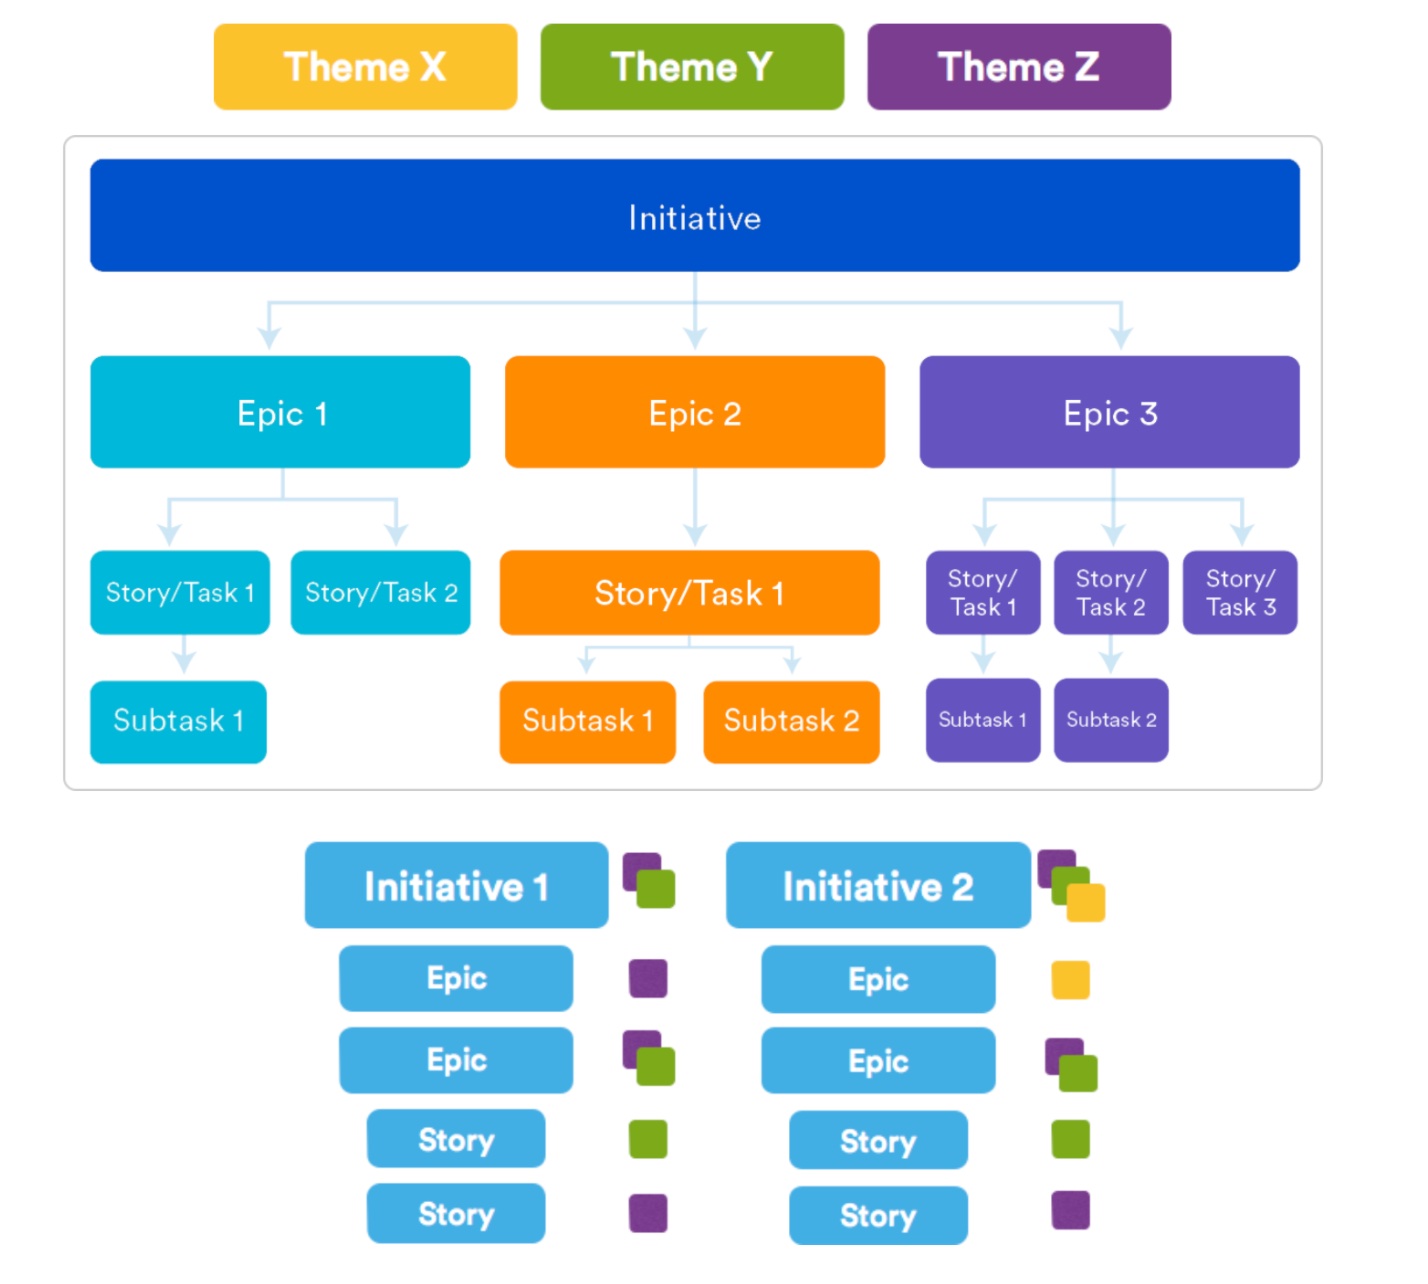 Theme X
Theme Y
Theme Z
Initiative
Epic 1
Epic 2
Epic 3
Story/Task 1
Story/Task 2
Story/Task 1
Story/
Task 1
Story/
Task 2
Story/
Task 3
Subtask 1
Subtask 1
Subtask 2
Subtask 1
Subtask 2
Initiative 1
Initiative 2
Epic
Epic
Epic
Epic
Story
Story
Story
Story